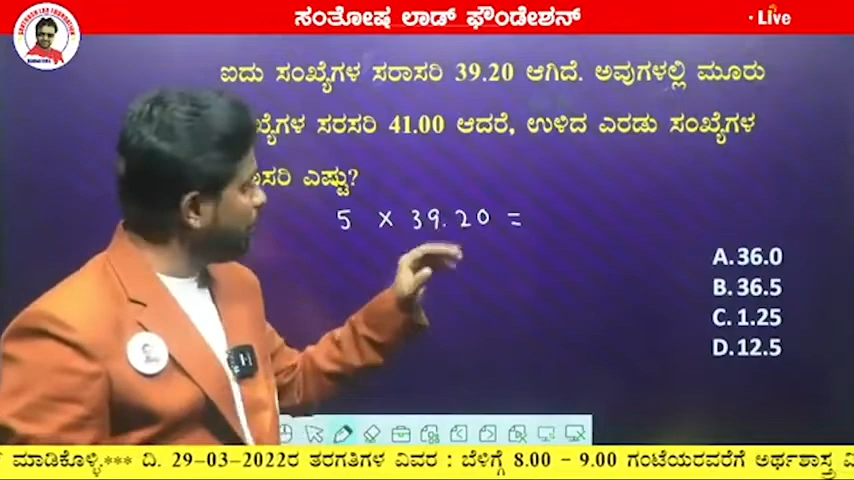 ಸಂತೋಷ ಲಾಡ್ ಫೌಂಡೇಶನ್
Live
ಐದು ಸಂಖ್ಯೆಗಳ ಸರಾಸರಿ 39.20 ಆಗಿದೆ. ಅವುಗಳಲ್ಲಿ ಮೂರು
ಖ್ಯೆಗಳ ಸರಸರಿ 41.00 ಆದರೆ, ಉಳಿದ ಎರಡು ಸಂಖ್ಯೆಗಳ
ಸರಿ ಎಷ್ಟು?
5 × 39.20 =
A. 36.0
B. 36.5
C. 1.25
D. 12.5
ಮಾಡಿಕೊಳ್ಳಿ.*** ದಿ. 29-03-2022ರ ತರಗತಿಗಳ ವಿವರ : ಬೆಳಿಗ್ಗೆ 8.00 - 9.00 ಗಂಟೆಯರವರೆಗೆ ಅರ್ಥಶಾಸ್ತ್ರ